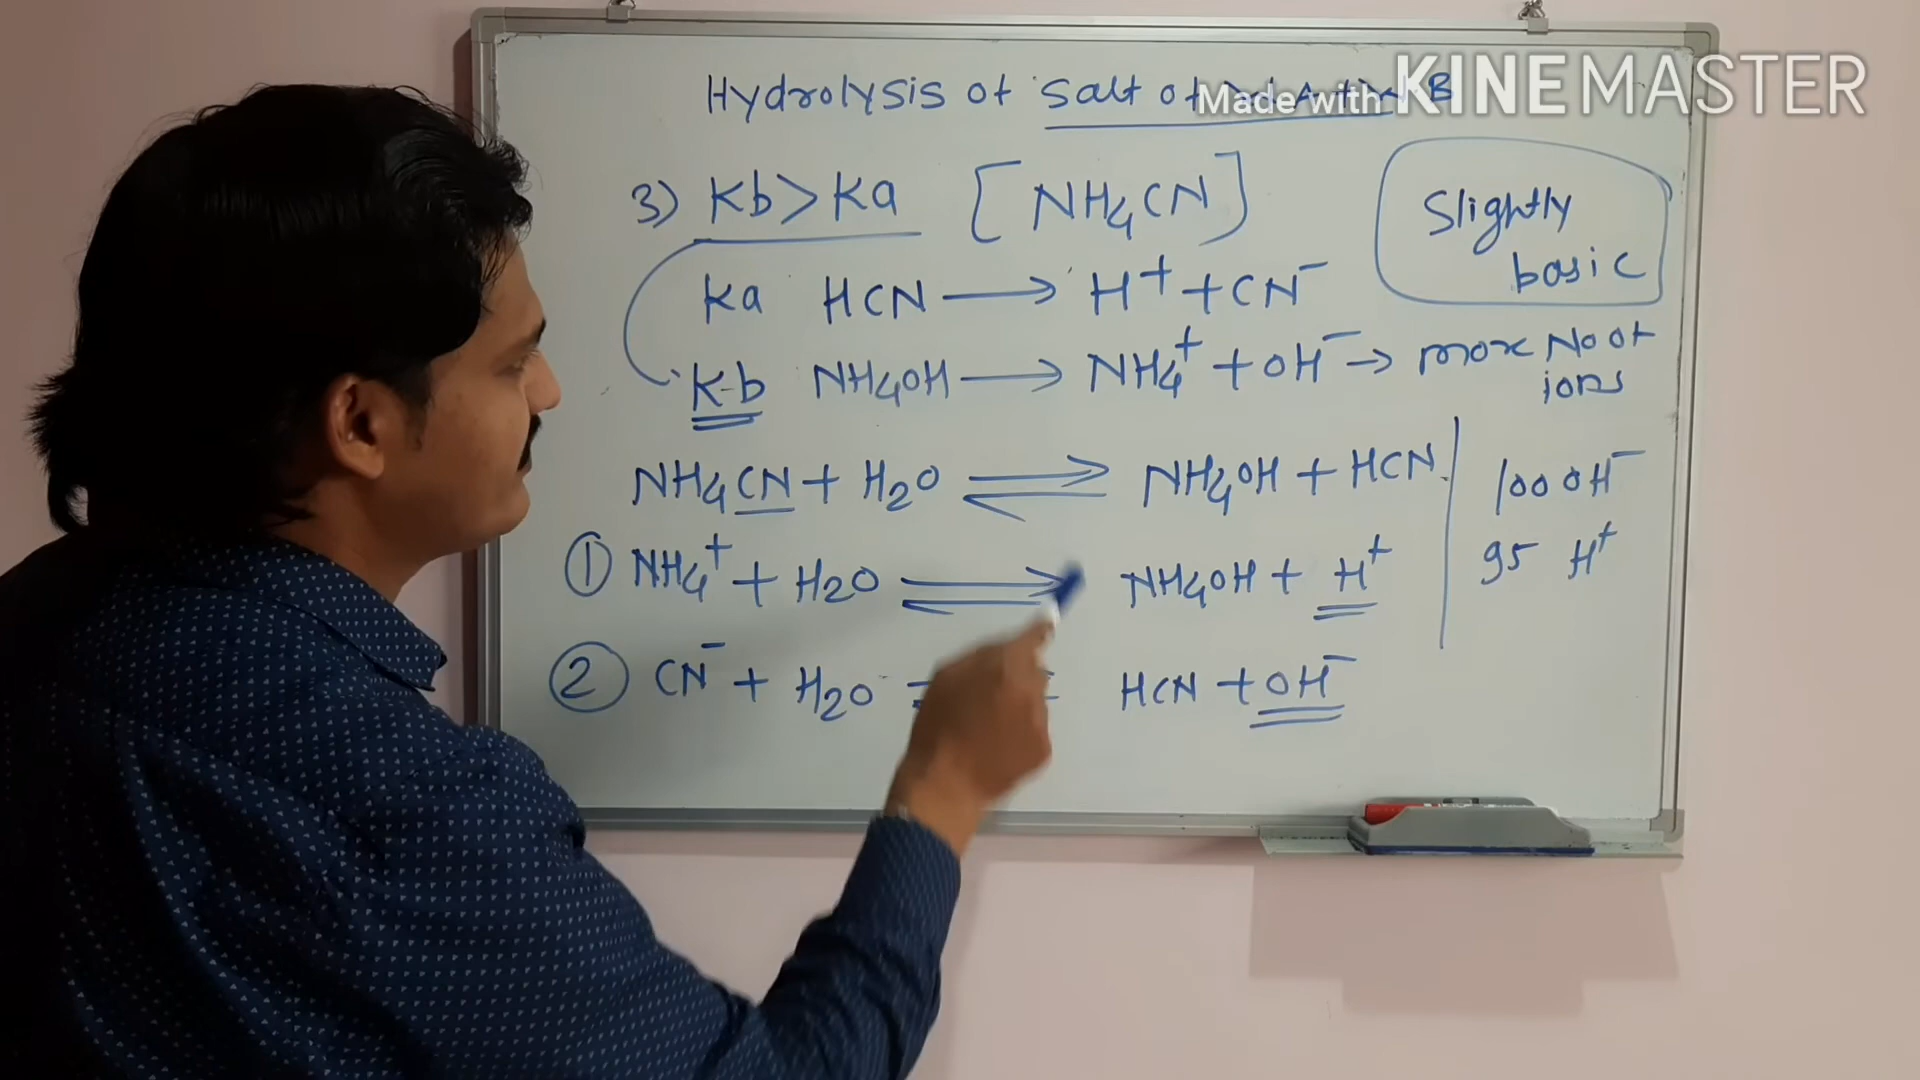 Hydrolysis of Salt of B
Made with KINEMASTER
3) Kb > Ka [NH₄CN]
Slightly
basic
Ka HCN ⟶ H⁺ + CN⁻
Kb NH₄OH ⟶ NH₄⁺ + OH⁻ → more No of
ions
NH₄CN + H₂O ⇌ NH₄OH + HCN
100 OH⁻
① NH₄⁺ + H₂O ⇌ NH₄OH + H⁺
95 H⁺
② CN⁻ + H₂O ⇌ HCN + OH⁻